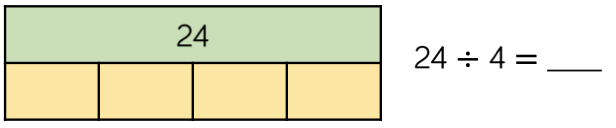 24
24 ÷ 4 = ___